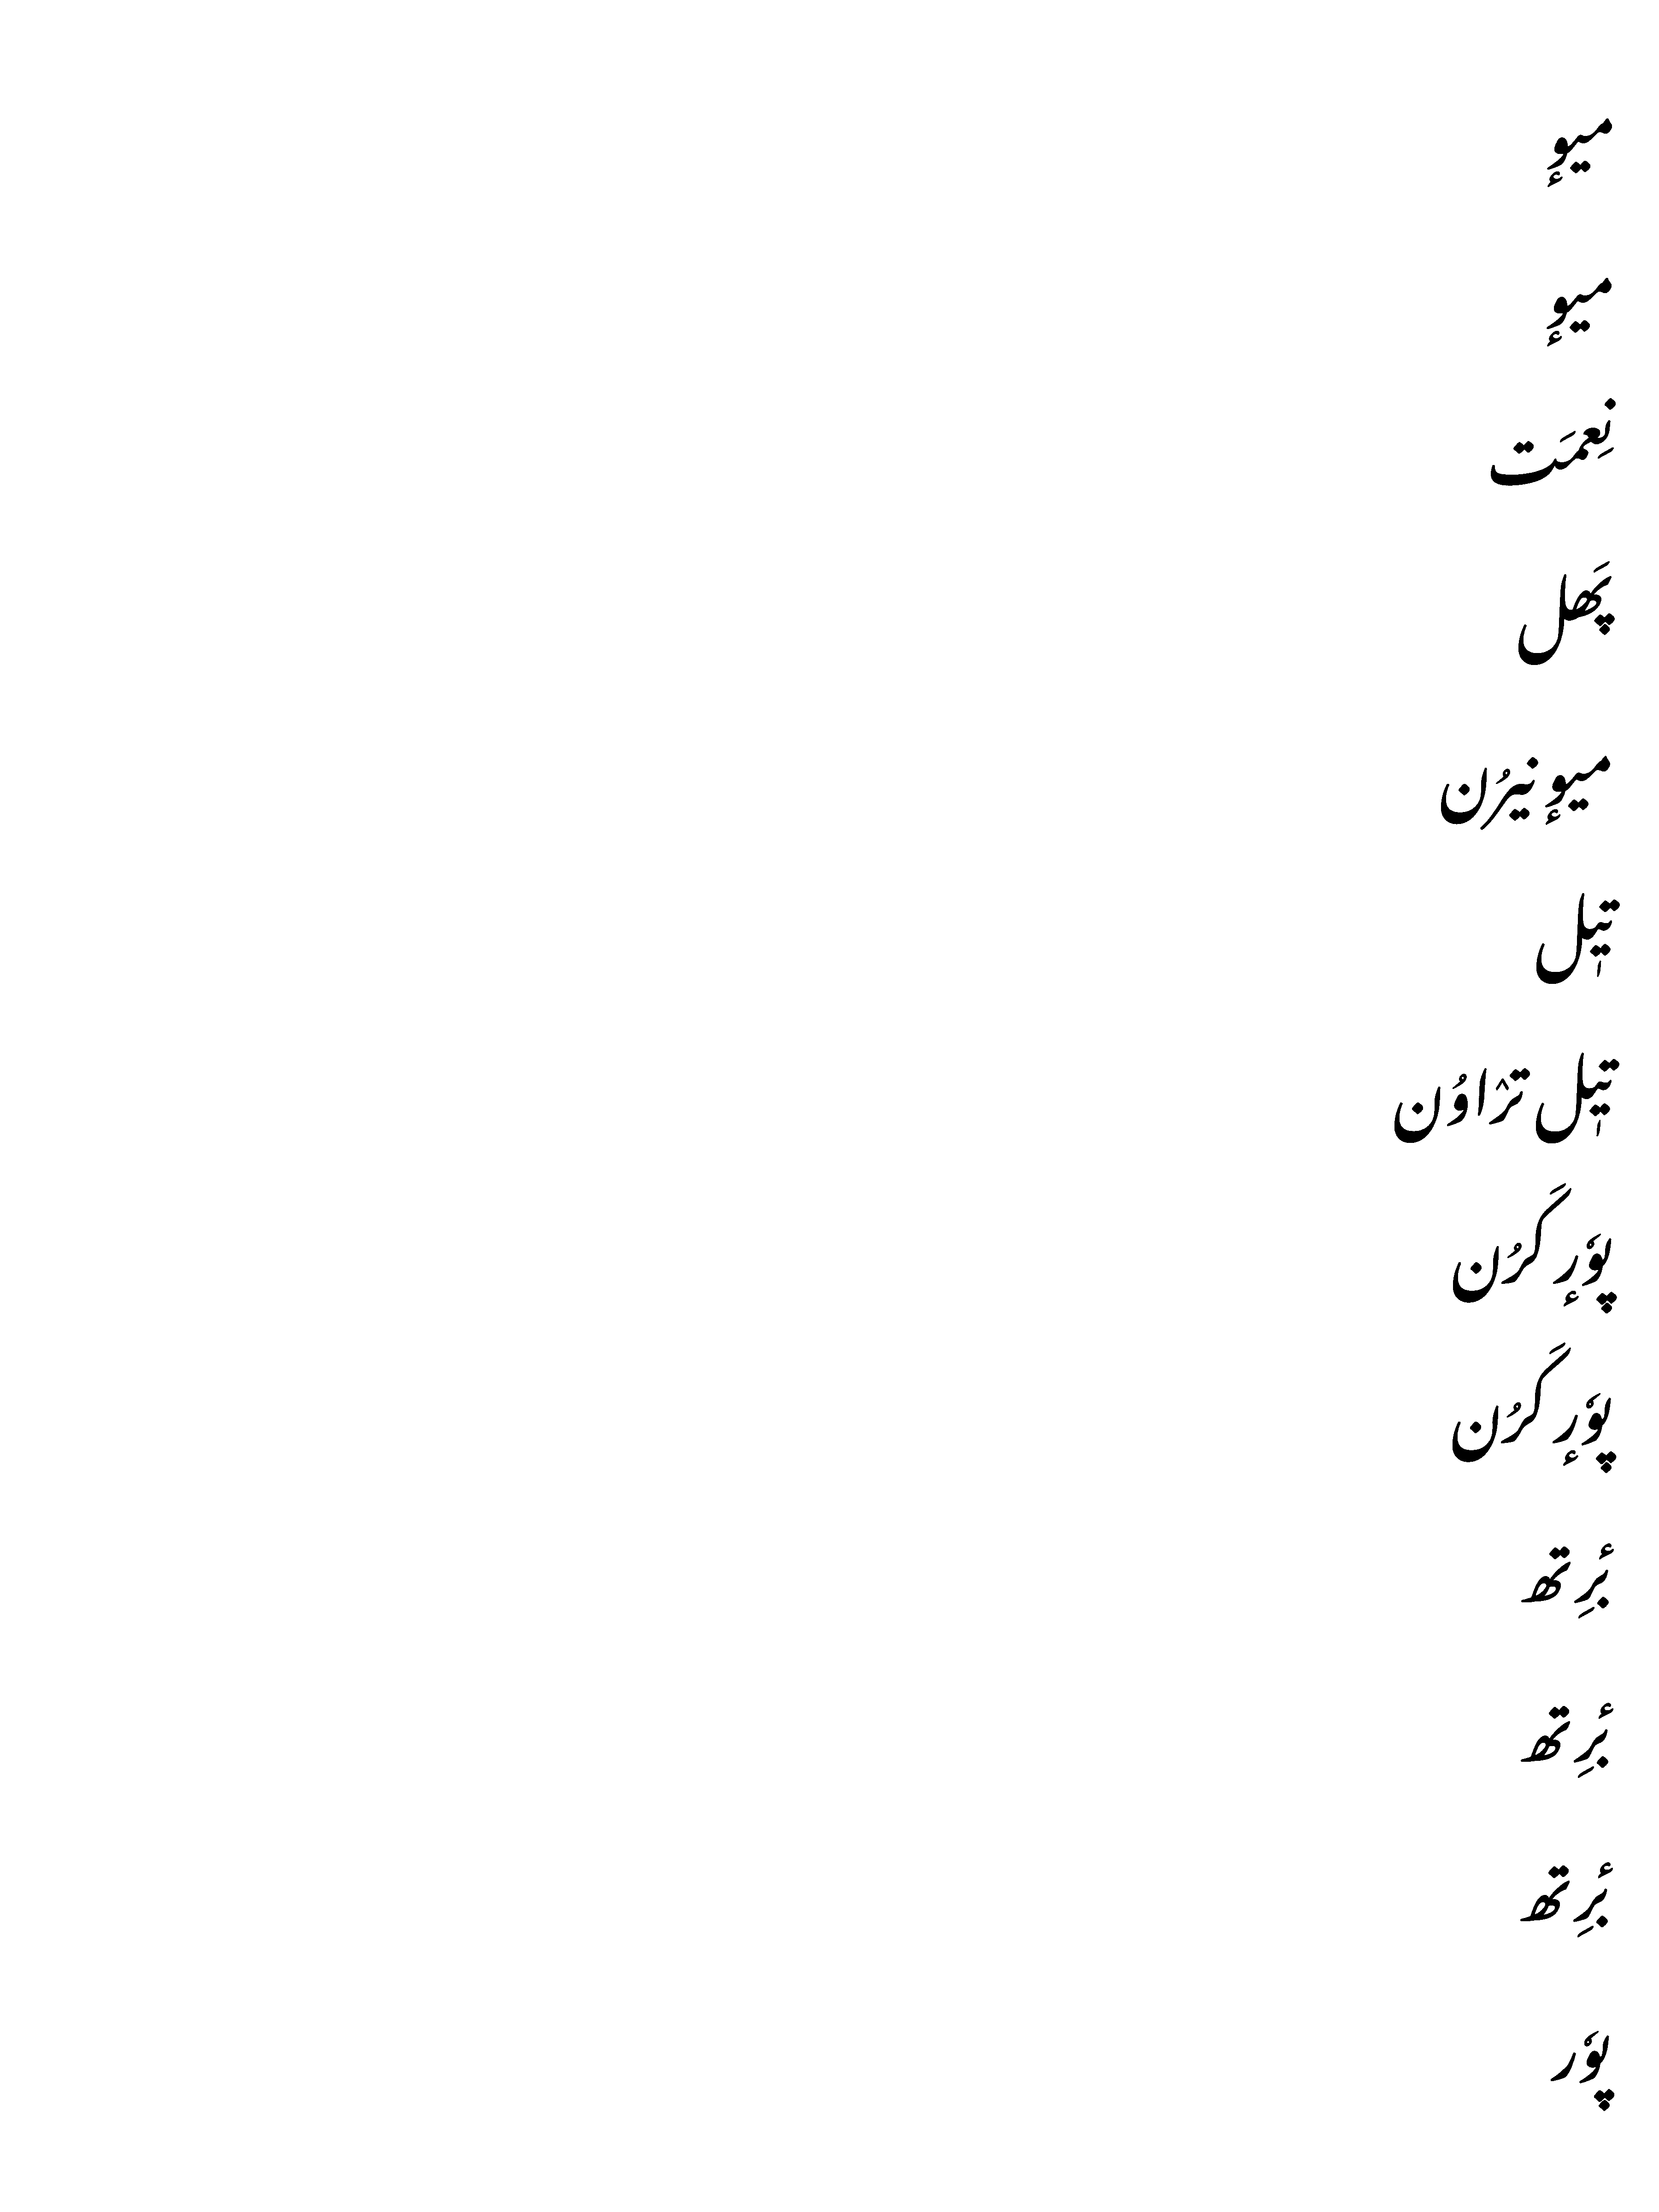 میوٕ
میوٕ
نِعمَت
پَھل
میوٕ نیرُن
تیٖل
تیٖل ترٛاوُن
پوٗرٕ کَرُن
پوٗرٕ کَرُن
بٔرِتھ
بٔرِتھ
بٔرِتھ
پوٗر